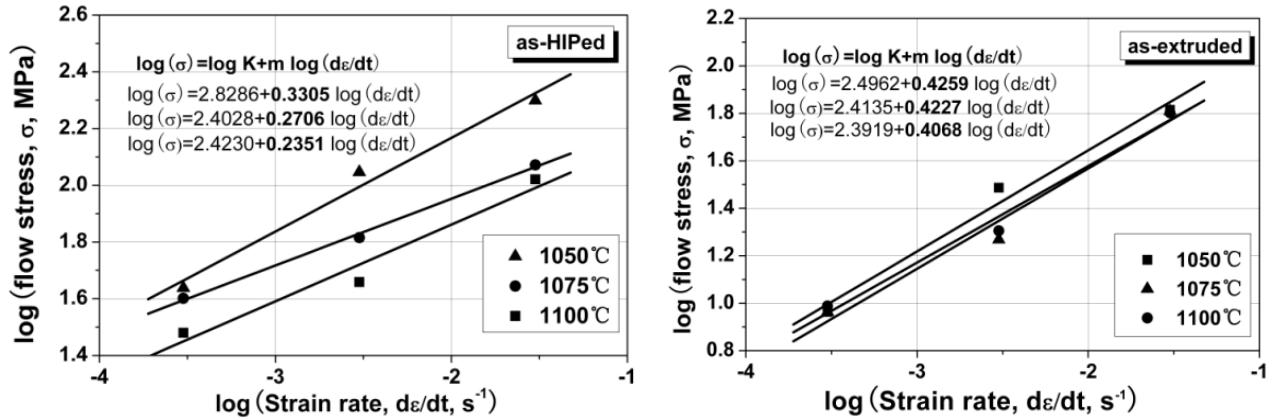 as-HIPed
log (σ)=log K+m log (dε/dt)
log (σ) =2.8286+0.3305 log (dε/dt)
log (σ)=2.4028+0.2706 log (dε/dt)
log (σ)=2.4230+0.2351 log (dε/dt)
log (flow stress, σ, MPa)
2.6
2.4
2.2
2.0
1.8
1.6
1.4
1050℃
1075℃
1100℃
-4
-3
-2
-1
log (Strain rate, dε/dt, s⁻¹)
as-extruded
log (σ)=log K+m log (dε/dt)
log (σ) =2.4962+0.4259 log (dε/dt)
log (σ)=2.4135+0.4227 log (dε/dt)
log (σ)=2.3919+0.4068 log (dε/dt)
log (flow stress, σ, MPa)
2.2
2.0
1.8
1.6
1.4
1.2
1.0
0.8
1050℃
1075℃
1100℃
-4
-3
-2
-1
log (Strain rate, dε/dt, s⁻¹)